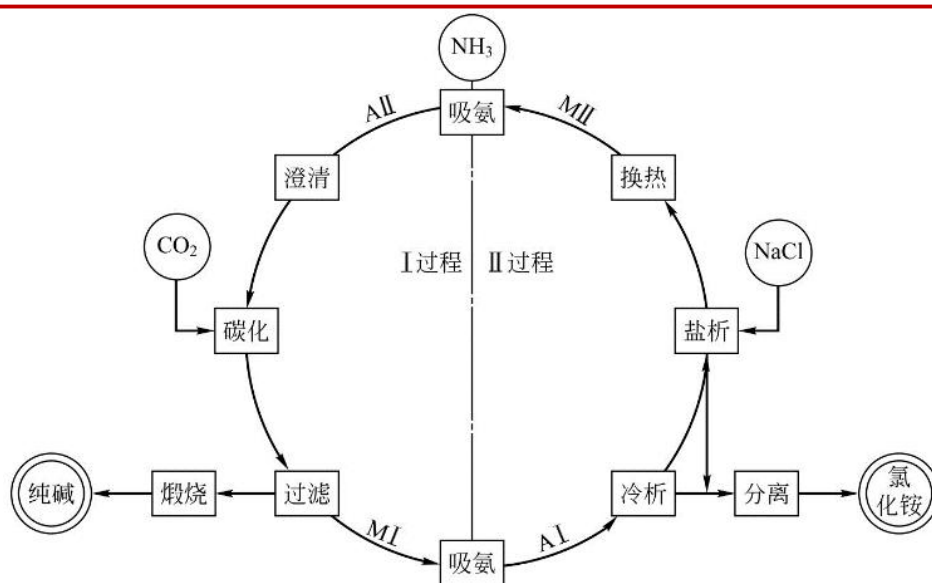 NH₃
AⅡ
吸氨
MⅡ
澄清
换热
CO₂
Ⅰ过程
Ⅱ过程
NaCl
碳化
盐析
纯碱
煅烧
过滤
冷析
分离
氯
化铵
MⅠ
吸氨
AⅠ